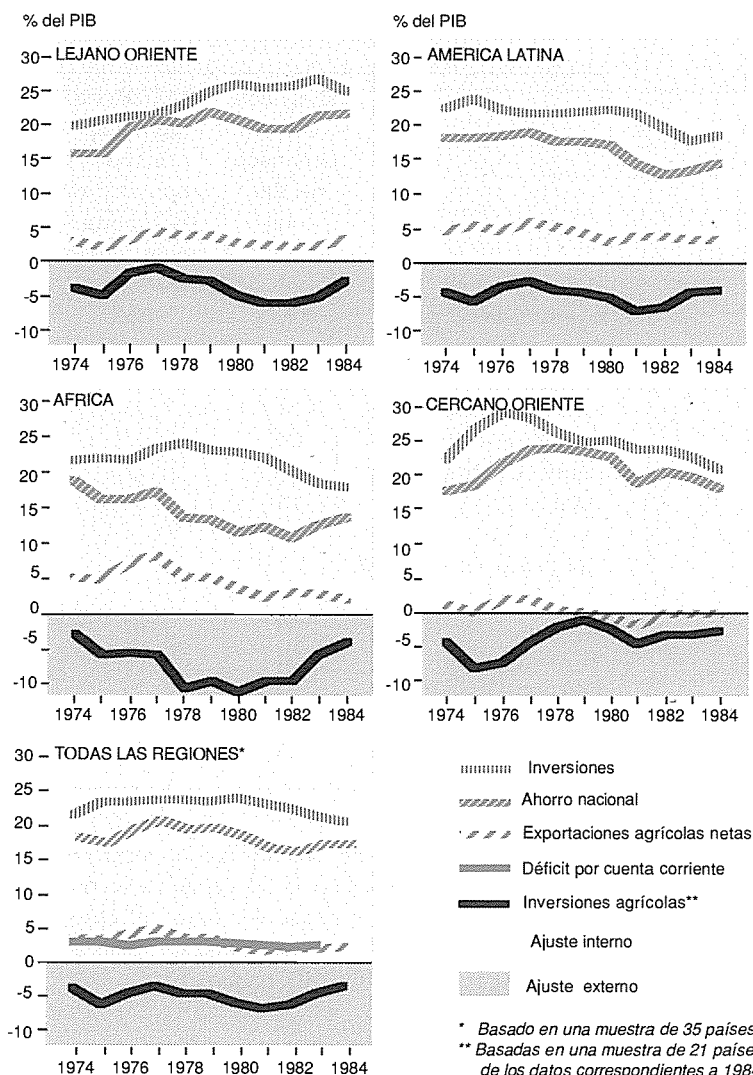 % del PIB
30 LEJANO ORIENTE
25
20
15
10
5
0
-5
-10
1974 1976 1978 1980 1982 1984
% del PIB
30 AMERICA LATINA
25
20
15
10
5
0
-5
-10
1974 1976 1978 1980 1982 1984
30 AFRICA
25
20
15
10
5
0
-5
-10
1974 1976 1978 1980 1982 1984
30 CERCANO ORIENTE
25
20
15
10
5
0
-5
-10
1974 1976 1978 1980 1982 1984
30 TODAS LAS REGIONES*
25
20
15
10
5
0
-5
-10
1974 1976 1978 1980 1982 1984
Inversiones
Ahorro nacional
Exportaciones agrícolas netas
Déficit por cuenta corriente
Inversiones agrícolas**
Ajuste interno
Ajuste externo
* Basado en una muestra de 35 países
** Basadas en una muestra de 21
de los datos correspondientes a